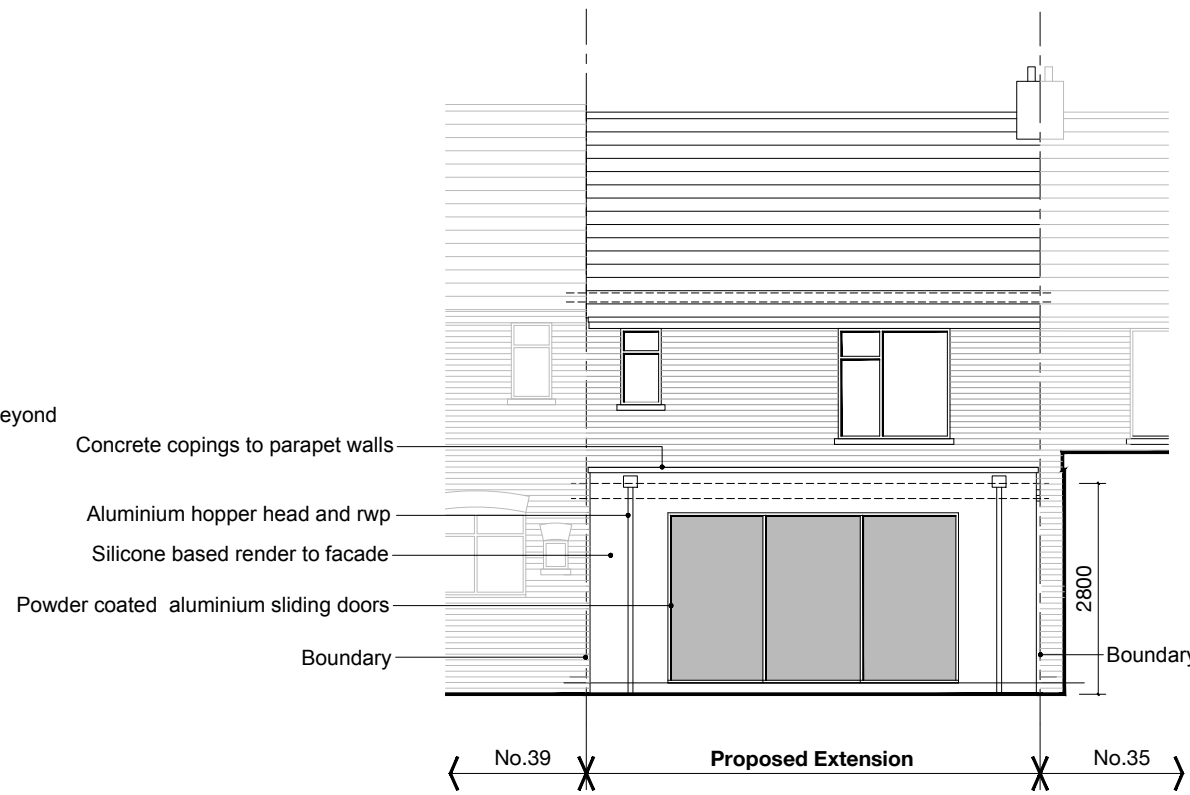 eyond
Concrete copings to parapet walls
Aluminium hopper head and rwp
Silicone based render to facade
Powder coated aluminium sliding doors
Boundary
2800
Boundary
No.39
Proposed Extension
No.35